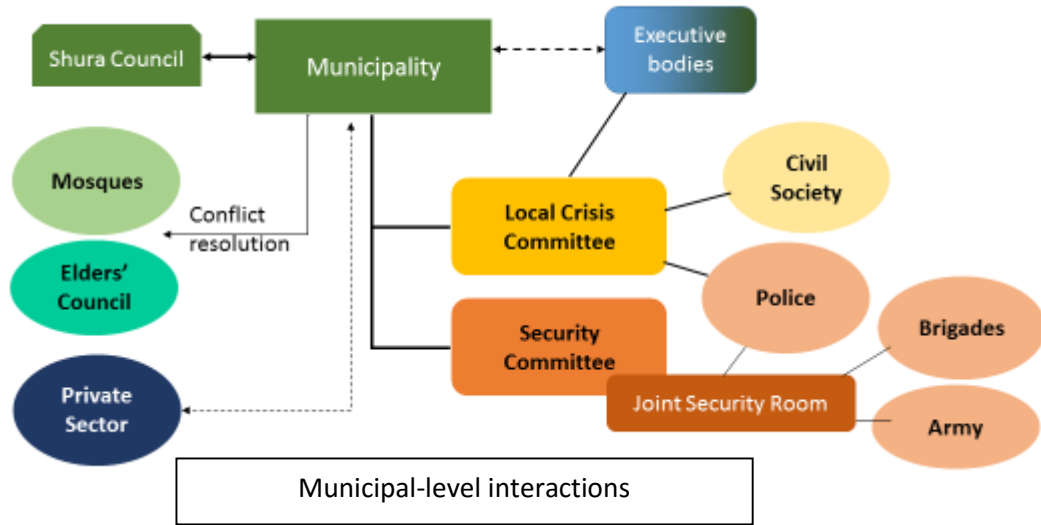 Shura Council
Municipality
Executive
bodies
Mosques
Conflict
resolution
Elders’
Council
Private
Sector
Local Crisis
Committee
Civil
Society
Security
Committee
Police
Brigades
Joint Security Room
Army
Municipal-level interactions